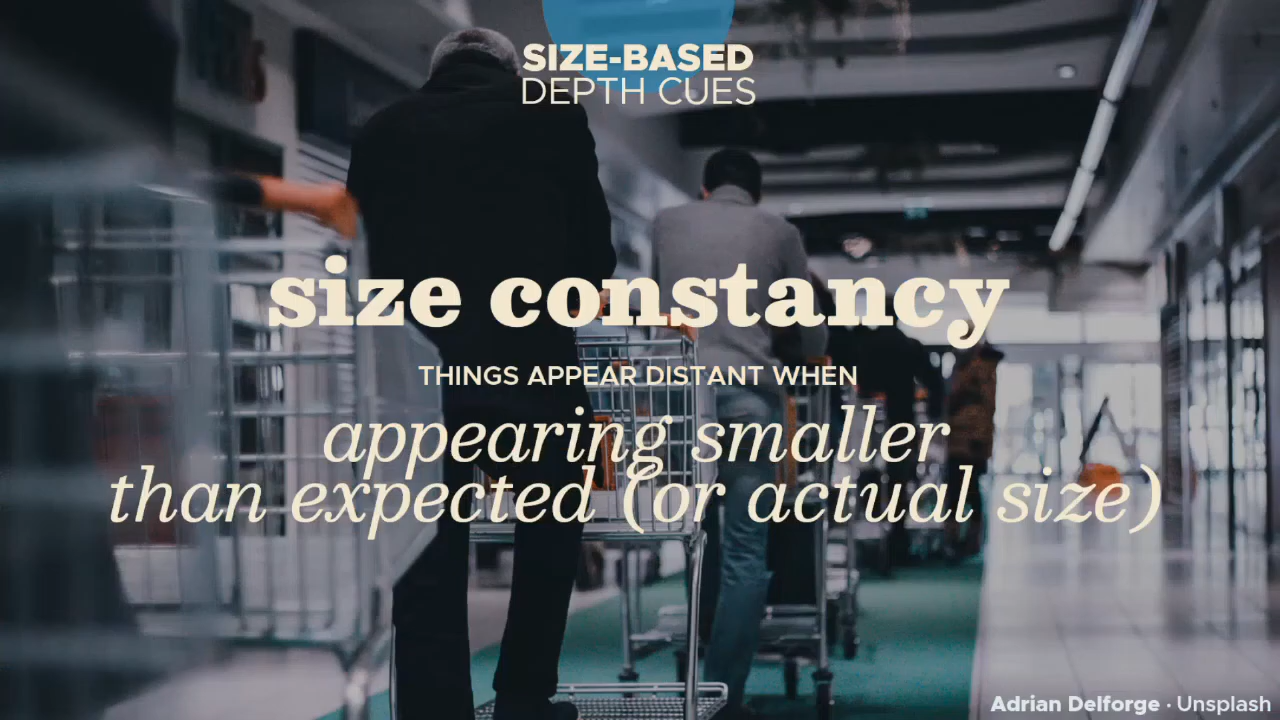 SIZE-BASED
DEPTH CUES
size constancy
THINGS APPEAR DISTANT WHEN
appearing smaller
than expected (or actual size)
Adrian Delforge · Unsplash